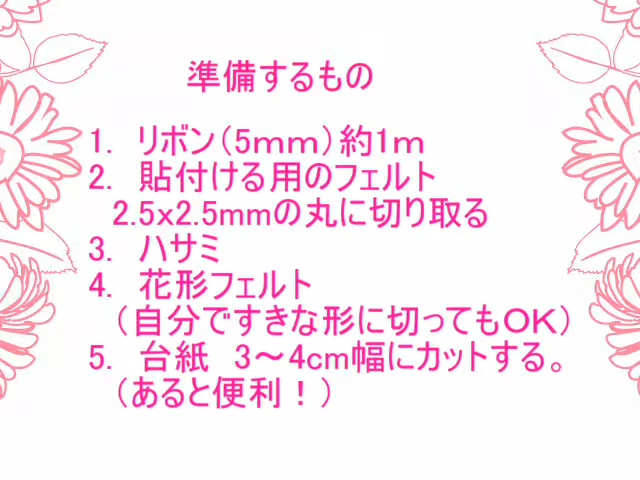 準備するもの
1. リボン（5mm）約1m
2. 貼付ける用のフェルト
2.5x2.5mmの丸に切り取る
3. ハサミ
4. 花形フェルト
（自分ですきな形に切ってもOK）
5. 台紙　3～4cm幅にカットする。
（あると便利！）